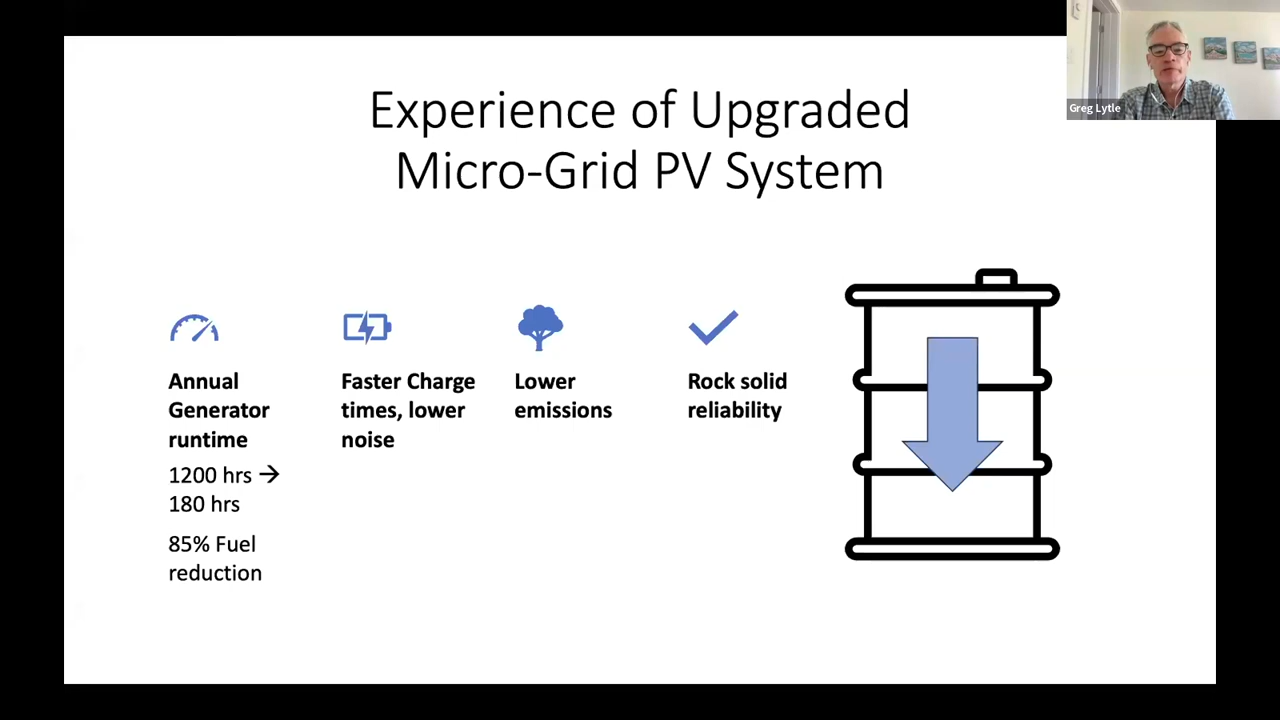 Experience of Upgraded
Micro-Grid PV System
Greg Lytle
Annual
Generator
runtime
1200 hrs →
180 hrs
85% Fuel
reduction
Faster Charge
times, lower
noise
Lower
emissions
Rock solid
reliability